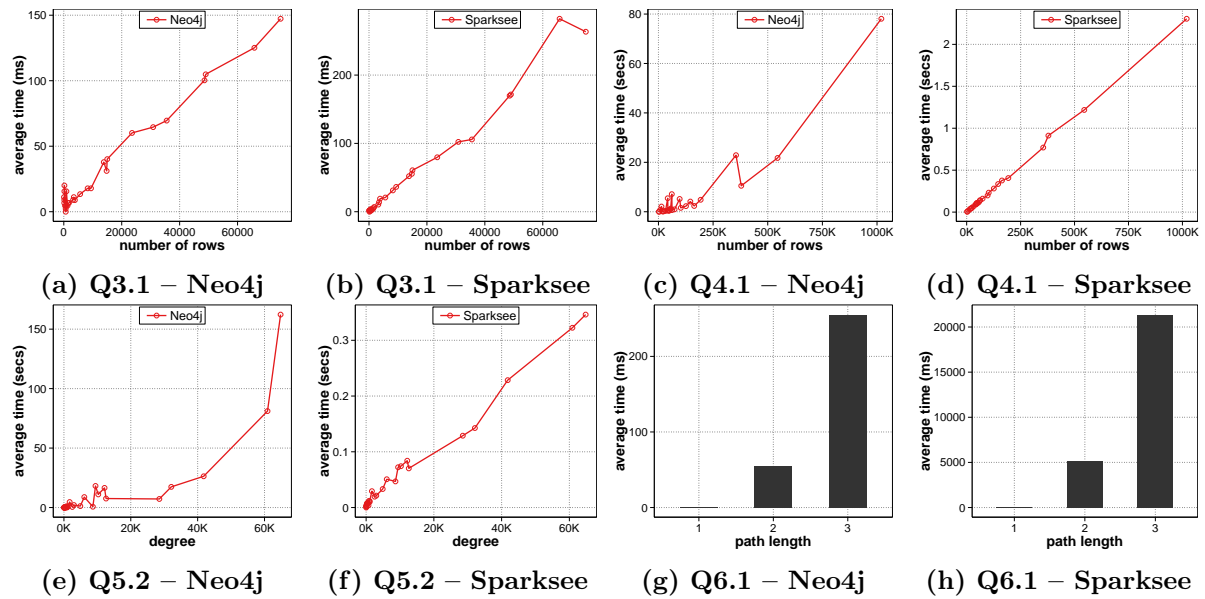 Neo4j
150
100
50
0
average time (ms)
0
20000
40000
60000
number of rows
(a) Q3.1 – Neo4j
Sparksee
200
100
0
average time (ms)
0
20000
40000
60000
number of rows
(b) Q3.1 – Sparksee
Neo4j
80
60
40
20
0
average time (secs)
0K
250K
500K
750K
1000K
number of rows
(c) Q4.1 – Neo4j
Sparksee
2
1.5
1
0.5
0
average time (secs)
0K
250K
500K
750K
1000K
number of rows
(d) Q4.1 – Sparksee
Neo4j
150
100
50
0
average time (secs)
0K
20K
40K
60K
degree
(e) Q5.2 – Neo4j
Sparksee
0.3
0.2
0.1
0
average time (secs)
0K
20K
40K
60K
degree
(f) Q5.2 – Sparksee
200
100
0
average time (ms)
1
2
3
path length
(g) Q6.1 – Neo4j
20000
15000
10000
5000
0
average time (ms)
1
2
3
path length
(h) Q6.1 – Sparksee